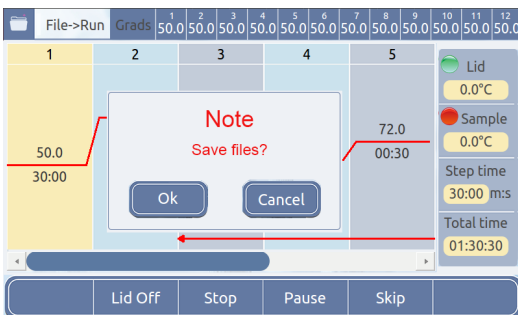 File->Run Grads 1 2 3 4 5 6 7 8 9 10 11 12
50.0 50.0 50.0 50.0 50.0 50.0 50.0 50.0 50.0 50.0 50.0 50.0
1 2 3 4 5
50.0
30:00
Note
Save files?
Ok Cancel
72.0
00:30
Lid
0.0°C
Sample
0.0°C
Step time
30:00 m:s
Total time
01:30:30
Lid Off Stop Pause Skip